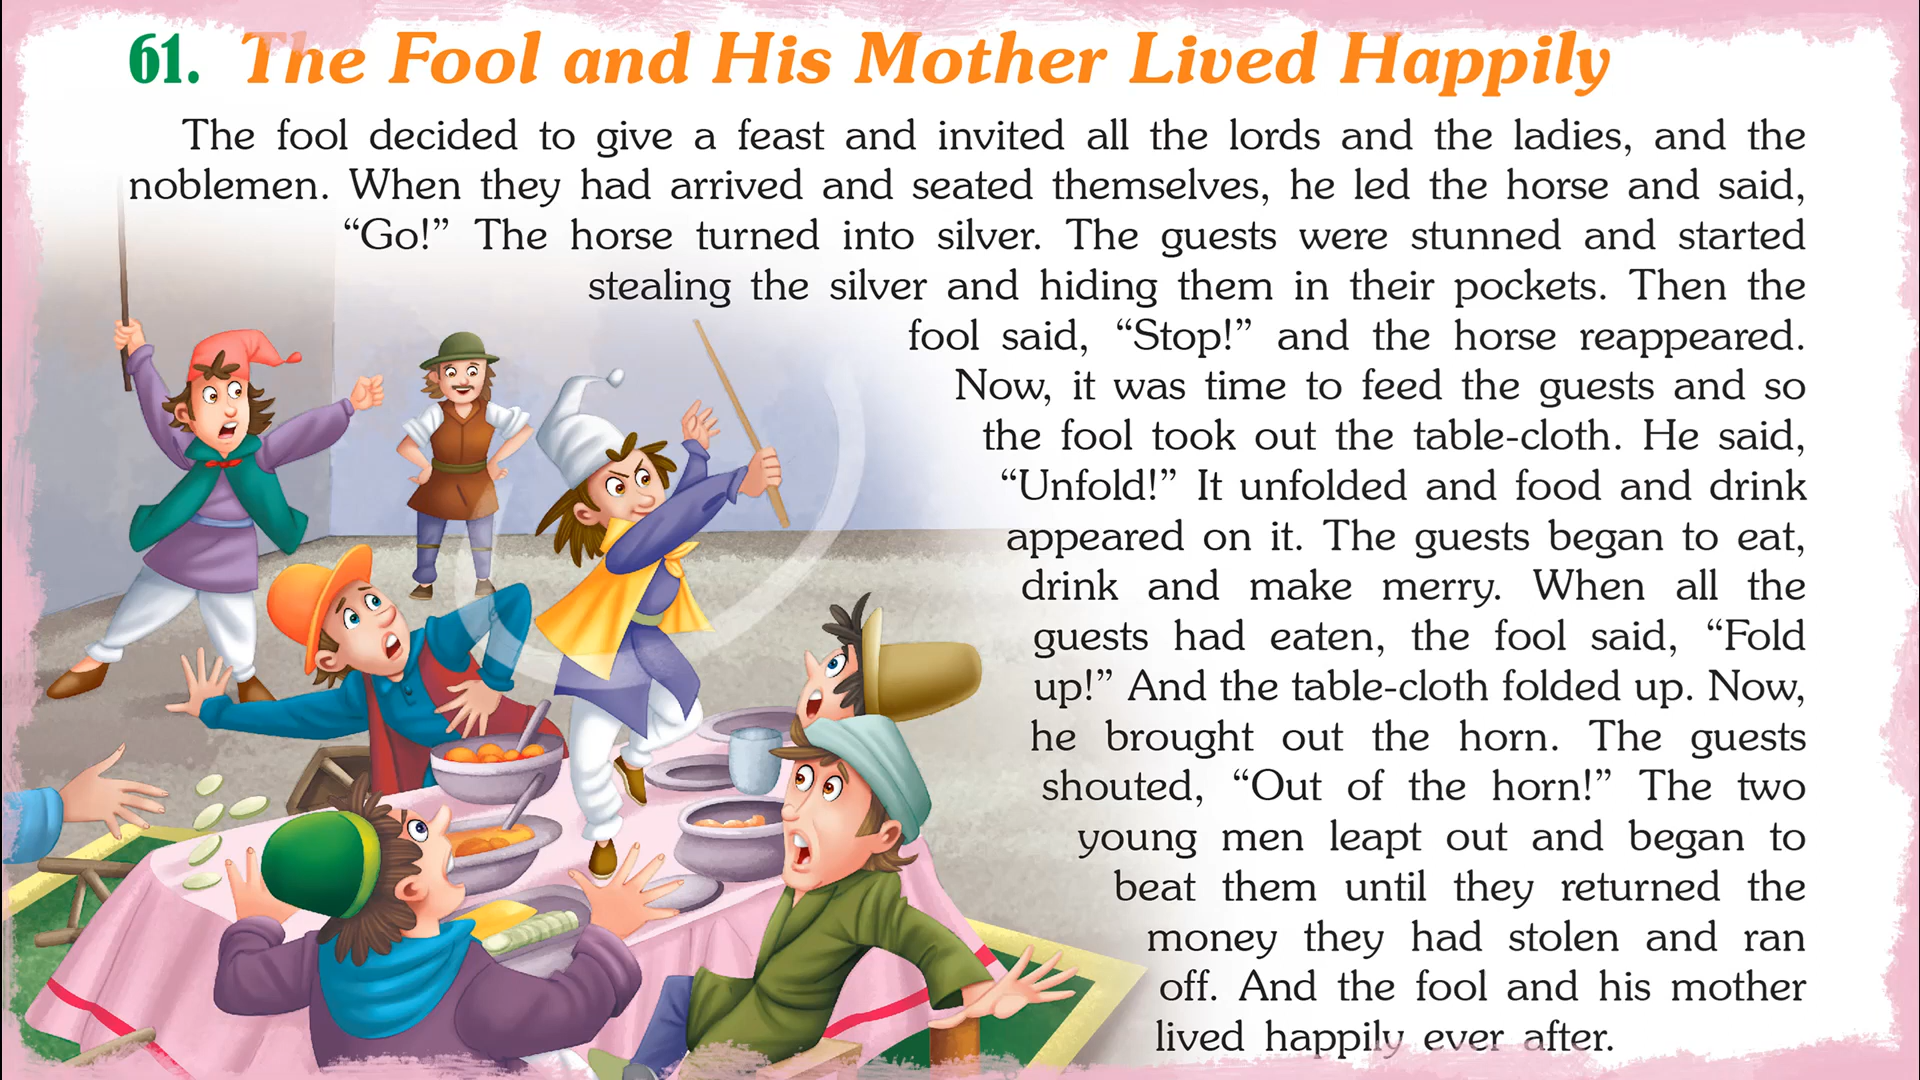 61. The Fool and His Mother Lived Happily
The fool decided to give a feast and invited all the lords and the ladies, and the
noblemen. When they had arrived and seated themselves, he led the horse and said,
“Go!” The horse turned into silver. The guests were stunned and started
stealing the silver and hiding them in their pockets. Then the
fool said, “Stop!” and the horse reappeared.
Now, it was time to feed the guests and so
the fool took out the table-cloth. He said,
“Unfold!” It unfolded and food and drink
appeared on it. The guests began to eat,
drink and make merry. When all the
guests had eaten, the fool said, “Fold
up!” And the table-cloth folded up. Now,
he brought out the horn. The guests
shouted, “Out of the horn!” The two
young men leapt out and began to
beat them until they returned the
money they had stolen and ran
off. And the fool and his mother
lived happily ever after.